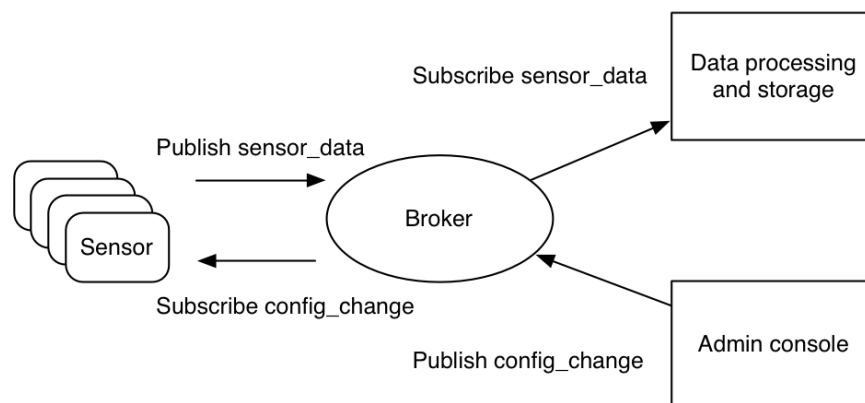 Subscribe sensor_data
Data processing
and storage
Publish sensor_data
Broker
Sensor
Subscribe config_change
Publish config_change
Admin console